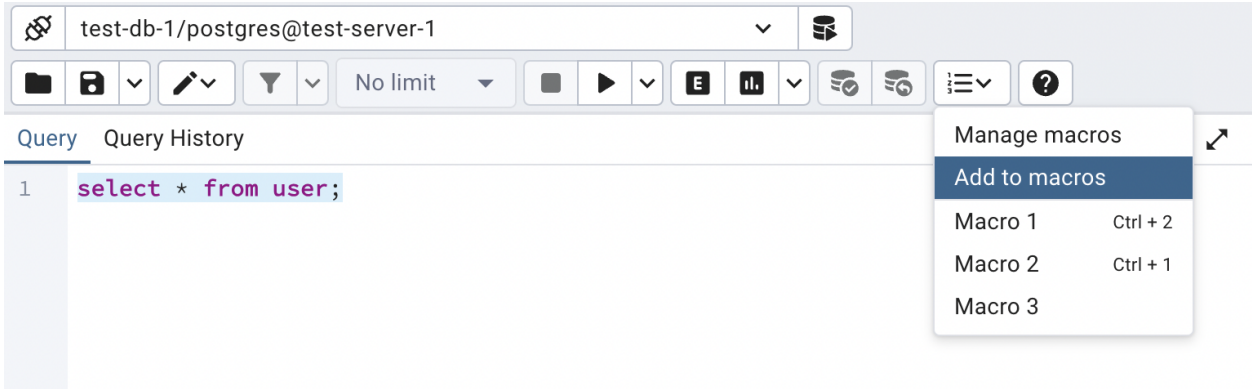 test-db-1/postgres@test-server-1
No limit
E
Query Query History
Manage macros
Add to macros
1 select * from user;
Macro 1 Ctrl + 2
Macro 2 Ctrl + 1
Macro 3